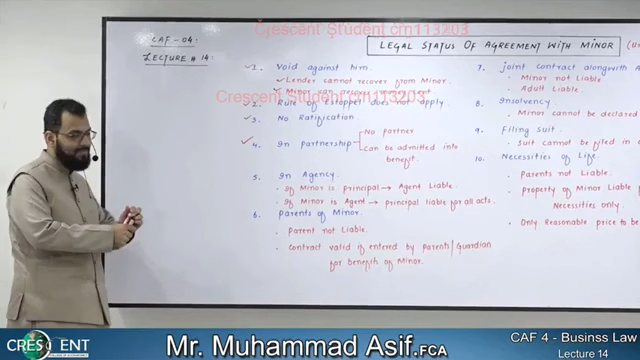 Crescent Student crn113203
CAF-04:
LECTURE # 14:
LEGAL STATUS OF AGREEMENT WITH MINOR
1. Void against him.
Lender cannot recover from Minor.
Crescent Student crn113203
2. Rule of estoppel does not apply
3. No Ratification
4. In partnership
No partner
Can be admitted into benefit.
5. In Agency
If Minor is principal → Agent Liable.
If Minor is Agent → principal liable for all acts.
6. Parents of Minor.
Parent not Liable.
Contract valid if entered by parents/Guardian
for benefit of Minor.
7. Joint contract alongwith
Minor not Liable
Adult Liable.
8. Insolvency
Minor cannot be declared
9. Filing suit.
Suit cannot be filed in
10. Necessities of Life.
Parents not Liable.
property of Minor Liable
Necessities only.
Only Reasonable price to be
CRESCENT
Mr. Muhammad Asif.FCA
CAF 4 - Businss Law
Lecture 14